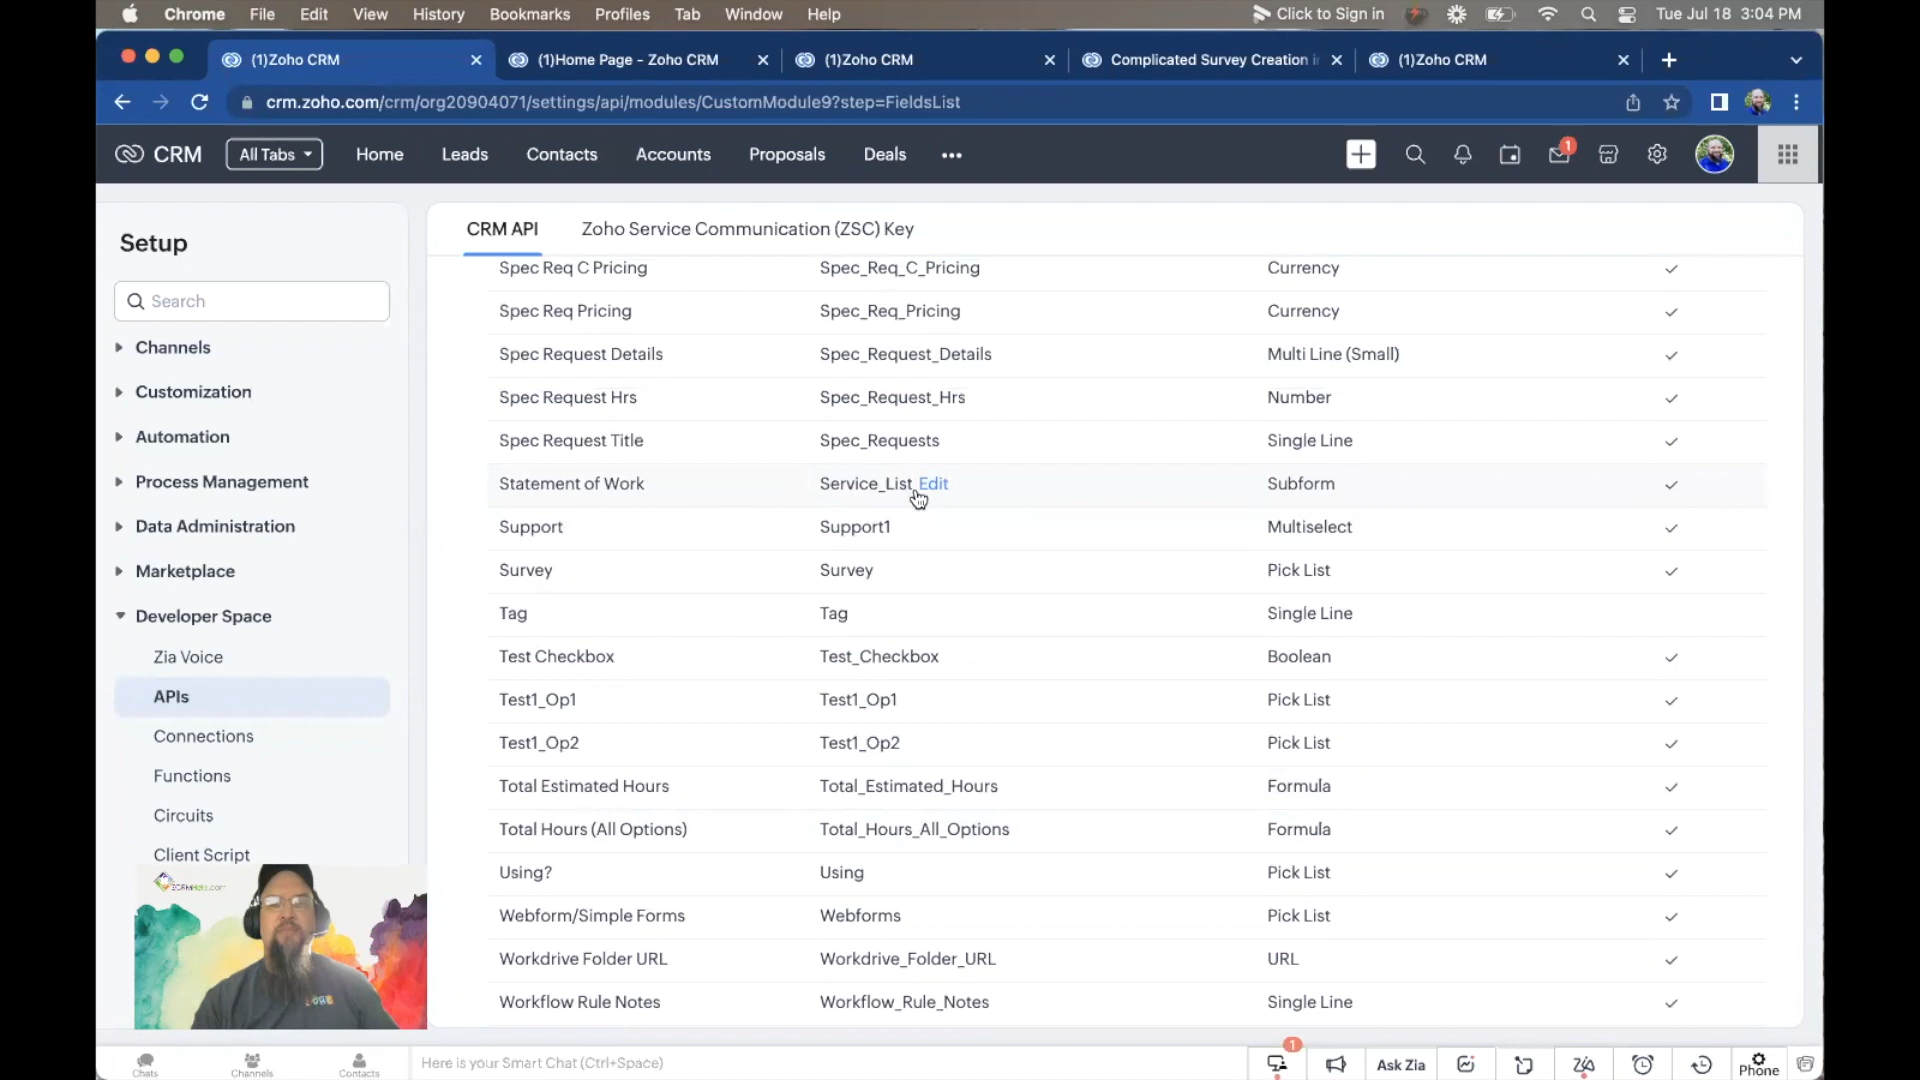 Chrome File Edit View History Bookmarks Profiles Tab Window Help Click to Sign in Tue Jul 18 3:04 PM
(1)Zoho CRM (1)Home Page - Zoho CRM (1)Zoho CRM Complicated Survey Creation i (1)Zoho CRM
crm.zoho.com/crm/org20904071/settings/api/modules/CustomModule9?step=FieldsList
CRM All Tabs Home Leads Contacts Accounts Proposals Deals 1
Setup
Search
Channels
Customization
Automation
Process Management
Data Administration
Marketplace
Developer Space
Zia Voice
APIs
Connections
Functions
Circuits
Client Script
CRM API Zoho Service Communication (ZSC) Key
Spec Req C Pricing Spec_Req_C_Pricing Currency
Spec Req Pricing Spec_Req_Pricing Currency
Spec Request Details Spec_Request_Details Multi Line (Small)
Spec Request Hrs Spec_Request_Hrs Number
Spec Request Title Spec_Requests Single Line
Statement of Work Service_List Edit Subform
Support Support1 Multiselect
Survey Survey Pick List
Tag Tag Single Line
Test Checkbox Test_Checkbox Boolean
Test1_Op1 Test1_Op1 Pick List
Test1_Op2 Test1_Op2 Pick List
Total Estimated Hours Total_Estimated_Hours Formula
Total Hours (All Options) Total_Hours_All_Options Formula
Using? Using Pick List
Webform/Simple Forms Webforms Pick List
Workdrive Folder URL Workdrive_Folder_URL URL
Workflow Rule Notes Workflow_Rule_Notes Single Line
Chats Channels Contacts Here is your Smart Chat (Ctrl+Space) 1 Ask Zia Phone